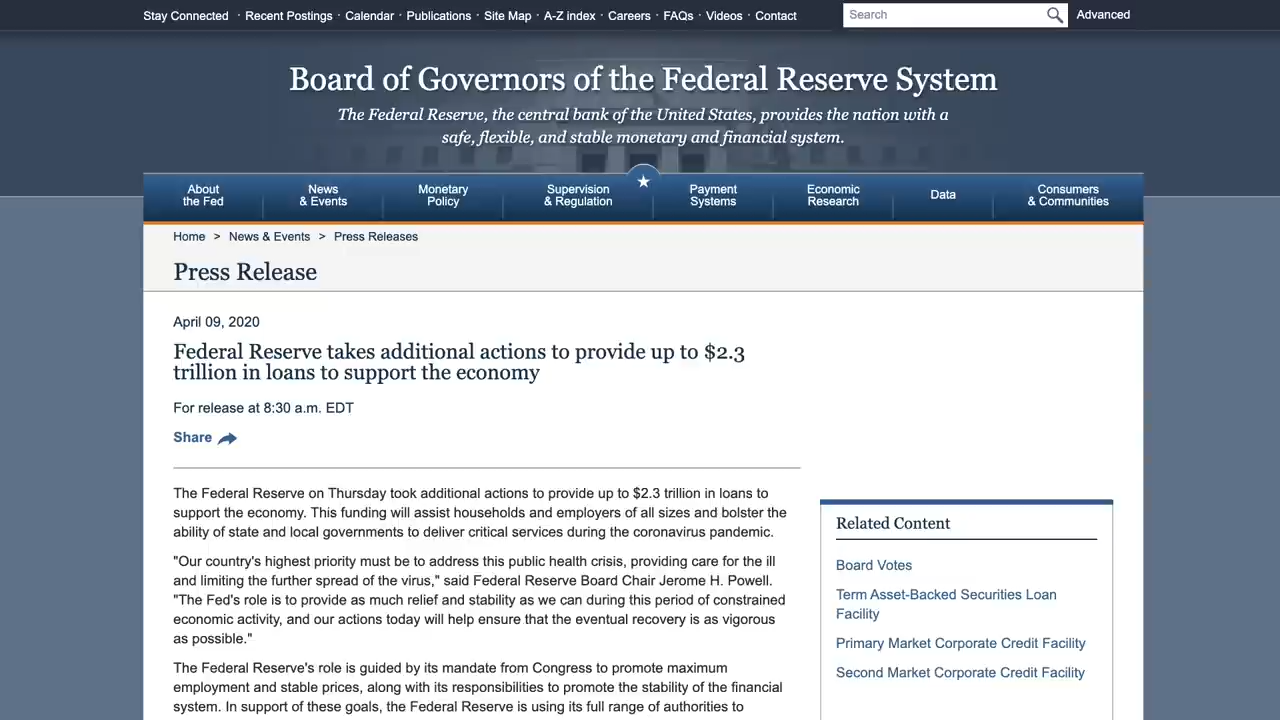 Stay Connected · Recent Postings · Calendar · Publications · Site Map · A-Z index · Careers · FAQs · Videos · Contact
Search
Advanced
Board of Governors of the Federal Reserve System
The Federal Reserve, the central bank of the United States, provides the nation with a
safe, flexible, and stable monetary and financial system.
About
the Fed
News
& Events
Monetary
Policy
Supervision
& Regulation
Payment
Systems
Economic
Research
Data
Consumers
& Communities
Home > News & Events > Press Releases
Press Release
April 09, 2020
Federal Reserve takes additional actions to provide up to $2.3
trillion in loans to support the economy
For release at 8:30 a.m. EDT
Share
The Federal Reserve on Thursday took additional actions to provide up to $2.3 trillion in loans to
support the economy. This funding will assist households and employers of all sizes and bolster the
ability of state and local governments to deliver critical services during the coronavirus pandemic.
"Our country's highest priority must be to address this public health crisis, providing care for the ill
and limiting the further spread of the virus," said Federal Reserve Board Chair Jerome H. Powell.
"The Fed's role is to provide as much relief and stability as we can during this period of constrained
economic activity, and our actions today will help ensure that the eventual recovery is as vigorous
as possible."
The Federal Reserve's role is guided by its mandate from Congress to promote maximum
employment and stable prices, along with its responsibilities to promote the stability of the financial
system. In support of these goals, the Federal Reserve is using its full range of authorities to
Related Content
Board Votes
Term Asset-Backed Securities Loan
Facility
Primary Market Corporate Credit Facility
Second Market Corporate Credit Facility